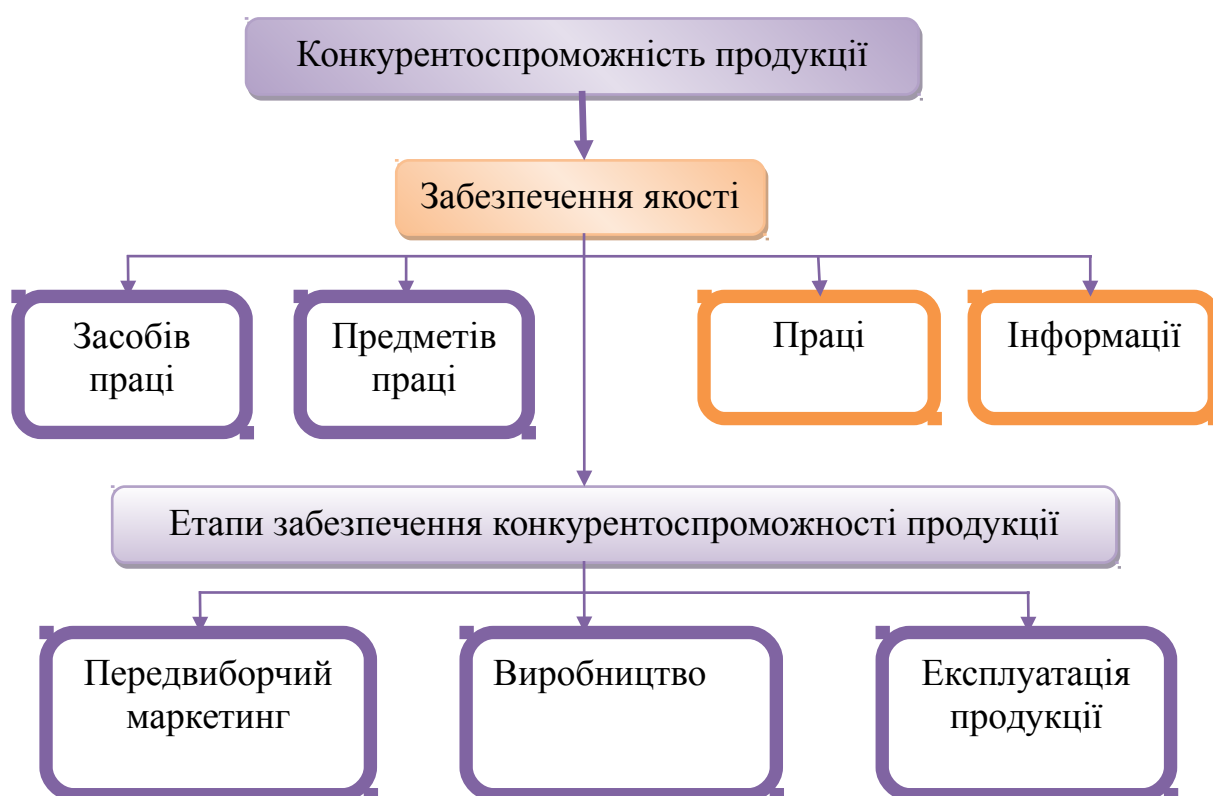 Конкурентоспроможність продукції
Забезпечення якості
Засобів
праці
Предметів
праці
Праці
Інформації
Етапи забезпечення конкурентоспроможності продукції
Передвиборчий
маркетинг
Виробництво
Експлуатація
продукції